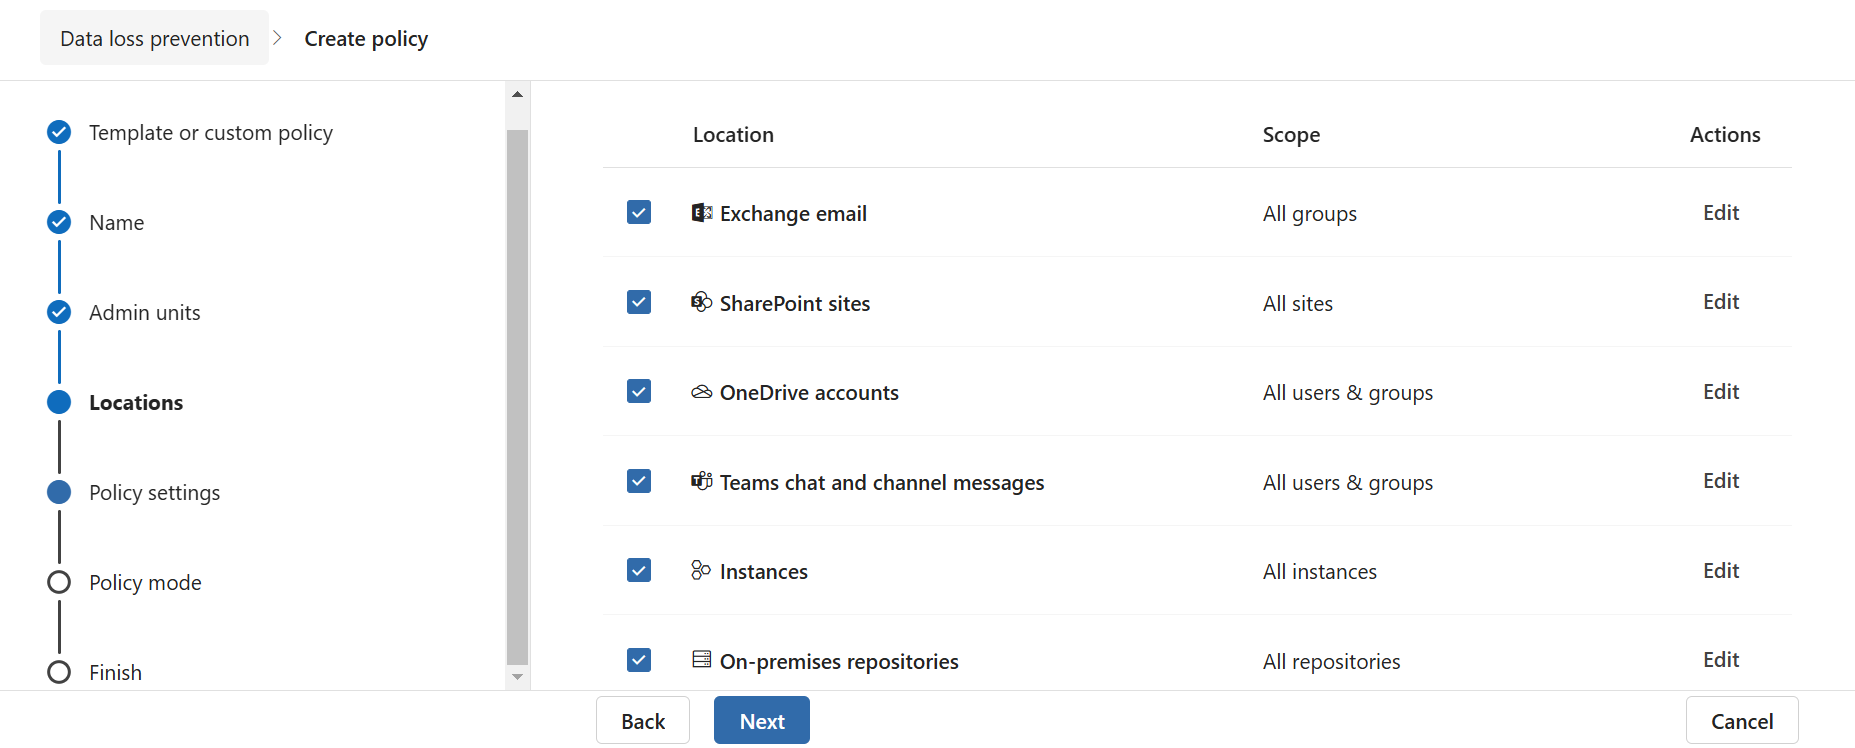 Data loss prevention > Create policy
Template or custom policy
Name
Admin units
Locations
Policy settings
Policy mode
Finish
Location Scope Actions
Exchange email All groups Edit
SharePoint sites All sites Edit
OneDrive accounts All users & groups Edit
Teams chat and channel messages All users & groups Edit
Instances All instances Edit
On-premises repositories All repositories Edit
Back Next Cancel